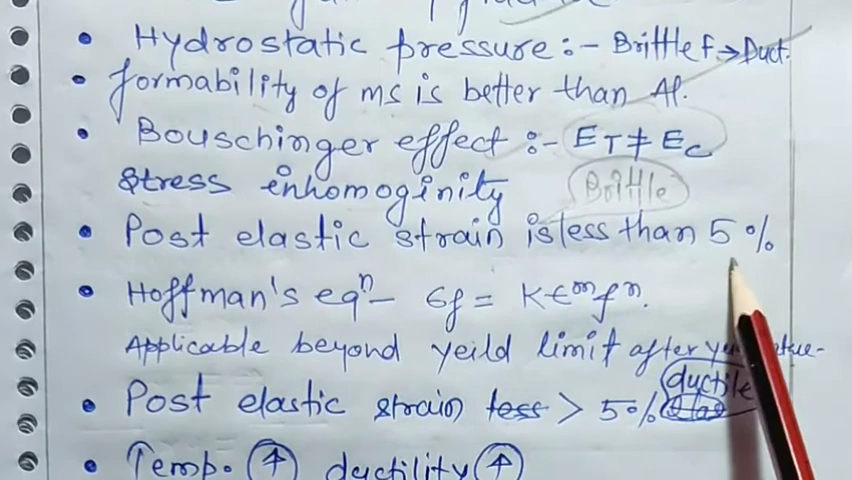 • Hydrostatic pressure :- Brittle f. → Duct.
• formability of ms is better than Al.
• Bouschinger effect :- ET ≠ EC
stress inhomoginity Brittle
• Post elastic strain is less than 5%
• Hoffman's eqⁿ - σf = K ϵᵐ fⁿ.
Applicable beyond yeild limit after
• Post elastic strain less > 5% ductile
• Temp. ↑ ductility ↑